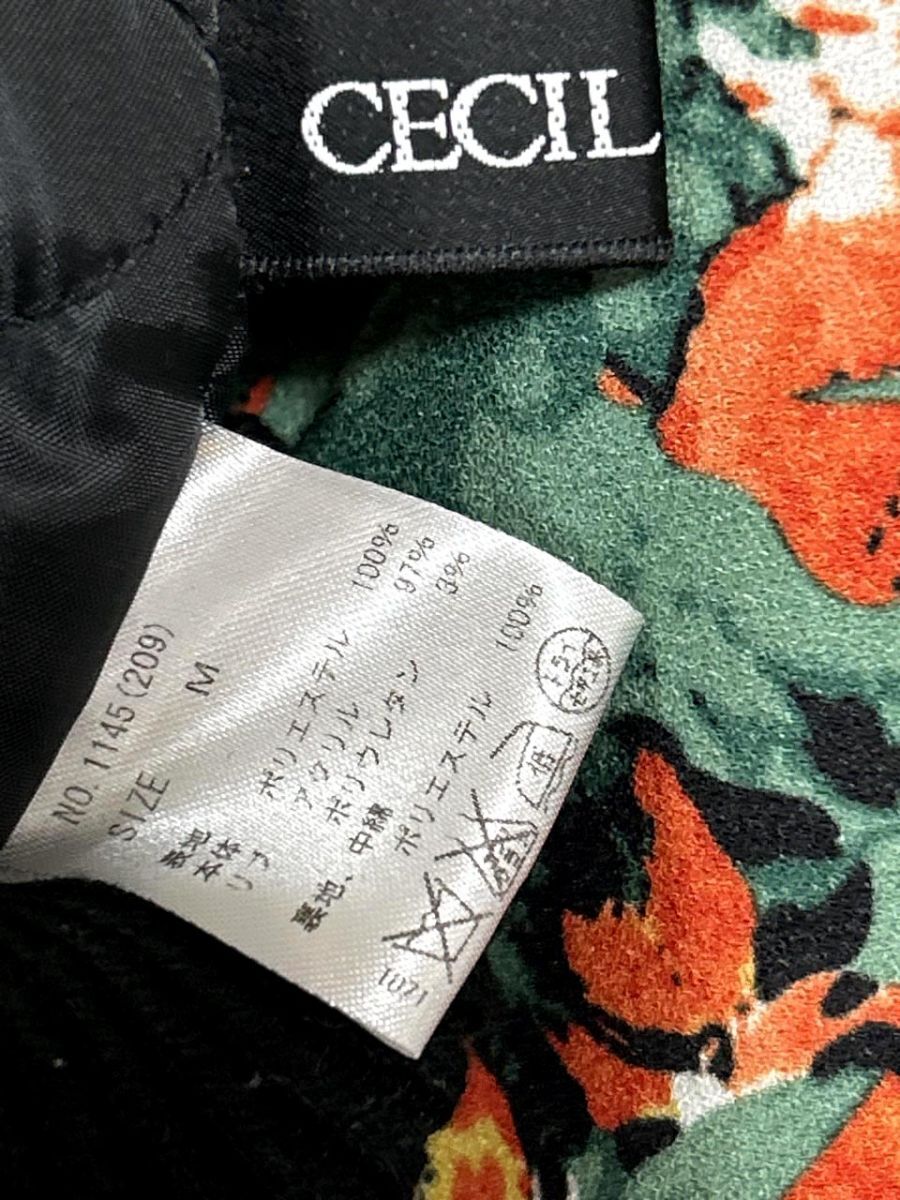 CECIL
NO.1145(209)
SIZE M
表地
本体 ポリエステル 100%
リブ アクリル 97%
ポリウレタン 3%
裏地、中綿
ポリエステル 100%
低
1201